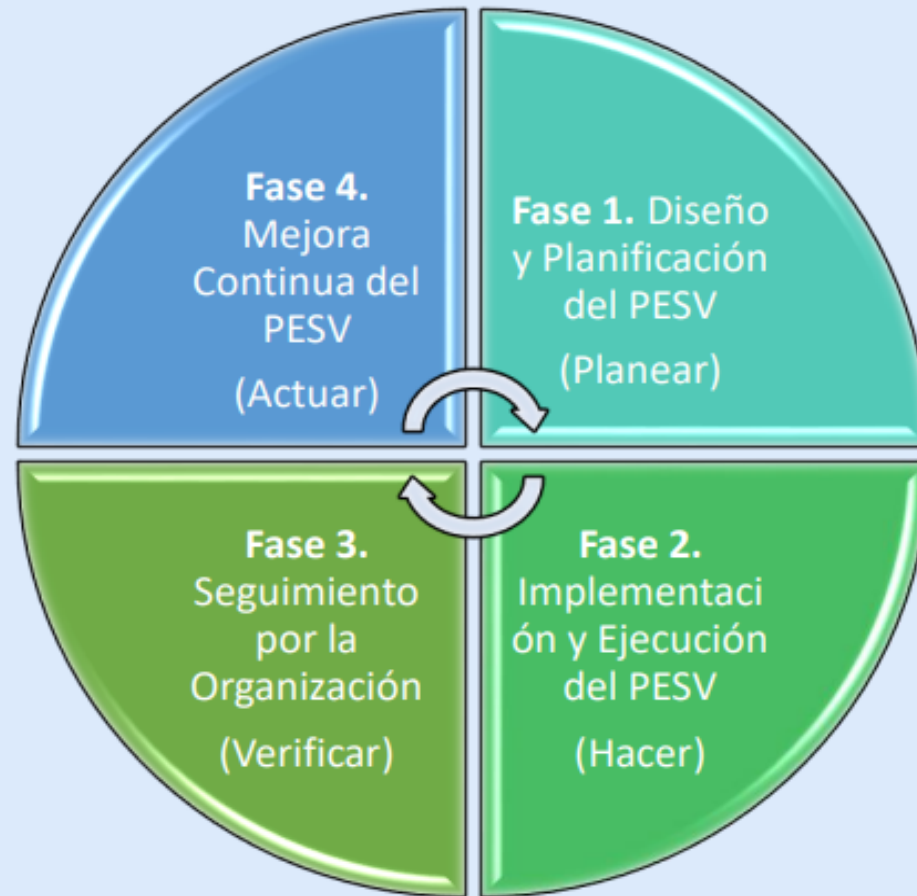 Fase 1. Diseño
y Planificación
del PESV
(Planear)
Fase 2.
Implementaci
ón y Ejecución
del PESV
(Hacer)
Fase 3.
Seguimiento
por la
Organización
(Verificar)
Fase 4.
Mejora
Continua del
PESV
(Actuar)